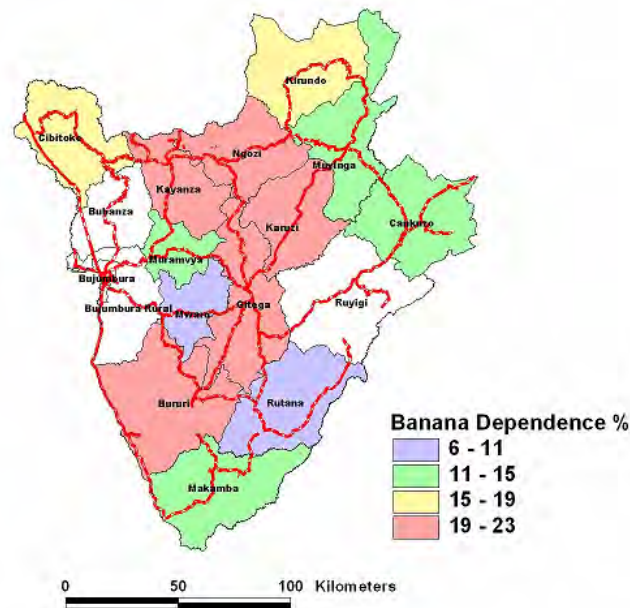 Kirundo
Cibitoke
Ngozi
Muyinga
Kayanza
Bubanza
Karuzi
Cankuzo
Muramvya
Bujumbura
Gitega
Ruyigi
Bujumbura Rural
Mwaro
Bururi
Rutana
Makamba
Banana Dependence %
6 - 11
11 - 15
15 - 19
19 - 23
0 50 100 Kilometers